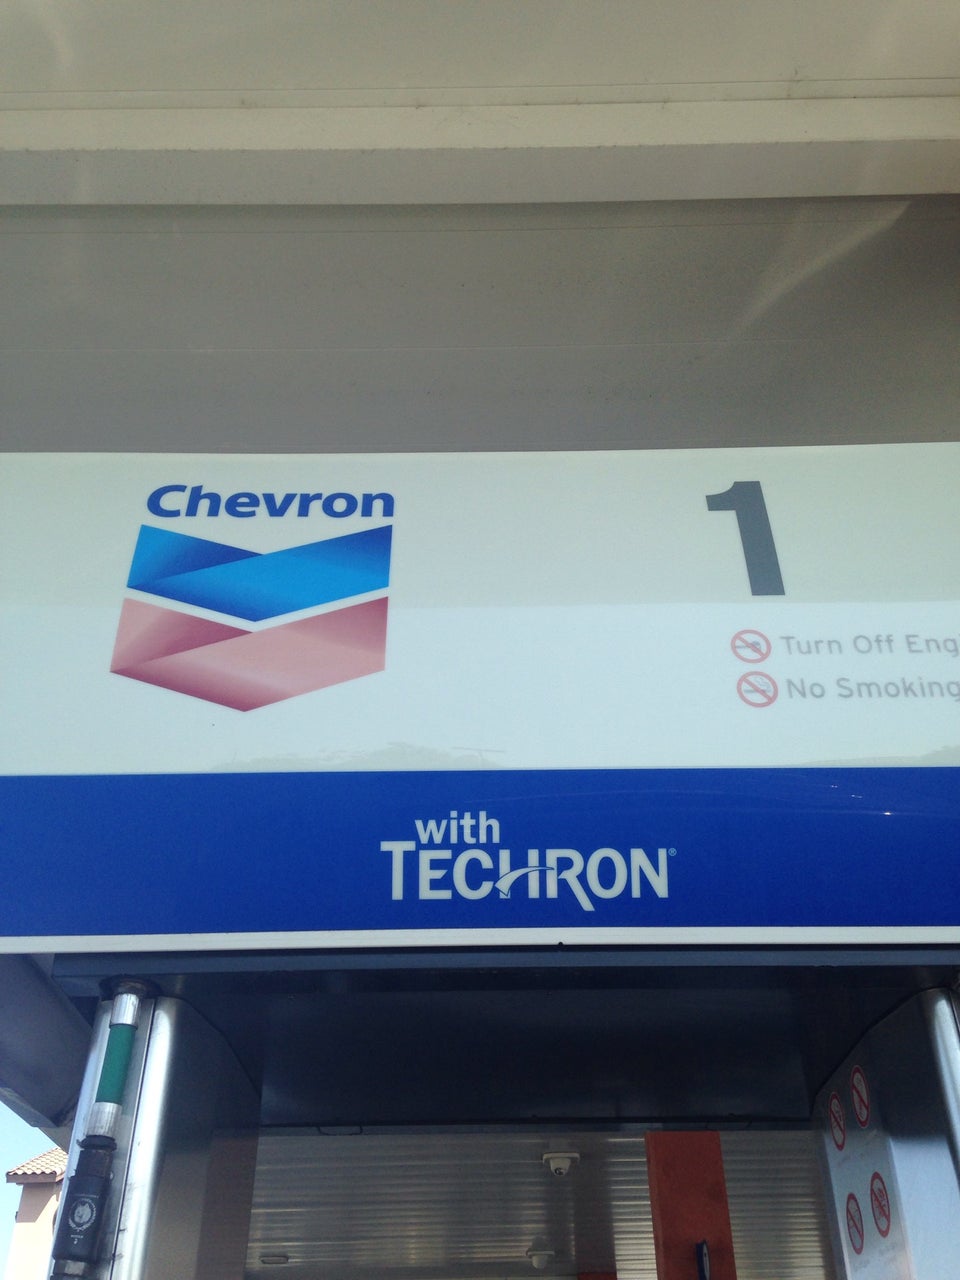 Chevron
1
Turn Off Eng
No Smoking
with
TECHRON®